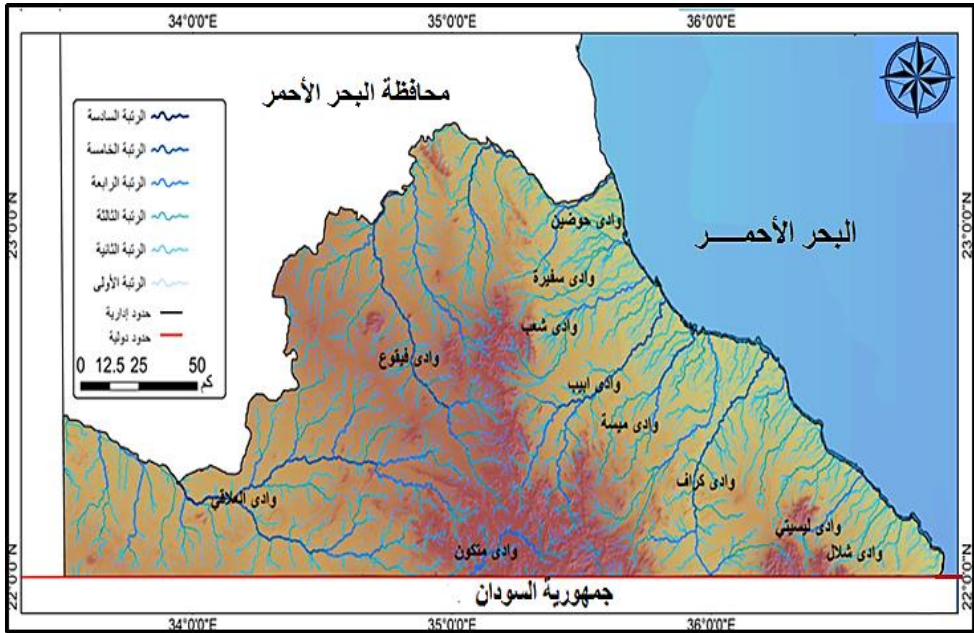 34°0'0"E 35°0'0"E 36°0'0"E
محافظة البحر الأحمر
الرتبة السادسة
الرتبة الخامسة
الرتبة الرابعة
الرتبة الثالثة
الرتبة الثانية
الرتبة الأولى
حدود إدارية
حدود دولية
0 12.5 25 50
كم
23°0'0"N
23°0'0"N
البحر الأحمـــــر
وادى حوضين
وادى سفيرة
وادى شعب
وادى فيقوع
وادى ابيب
وادى ميسة
وادى كراف
وادى العلاقي
وادى ليسيتي
وادى متكون
وادى شلال
22°0'0"N
22°0'0"N
جمهورية السودان
34°0'0"E 35°0'0"E 36°0'0"E